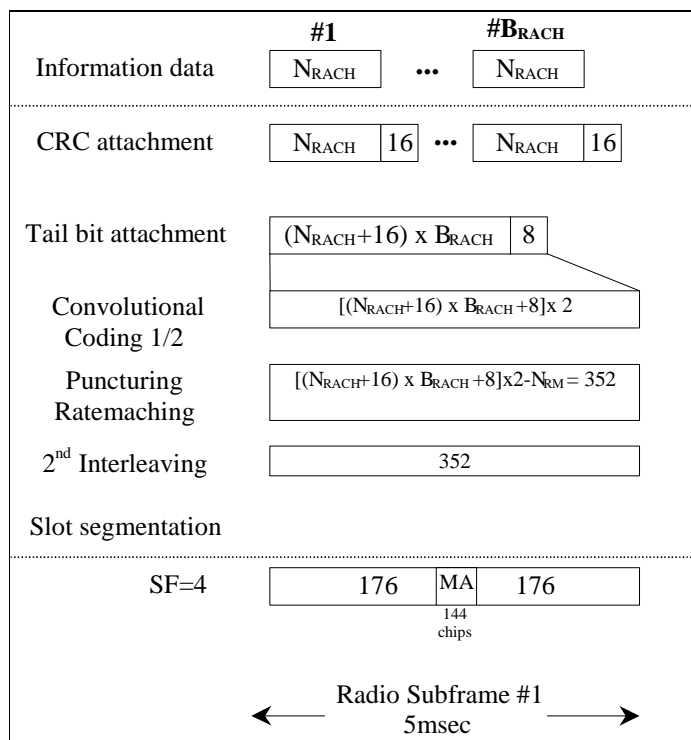 #1 #BRACH
Information data NRACH ... NRACH
CRC attachment NRACH 16 ... NRACH 16
Tail bit attachment (NRACH+16) x BRACH 8
Convolutional
Coding 1/2
[(NRACH+16) x BRACH +8]x 2
Puncturing
Ratemaching
[(NRACH+16) x BRACH +8]x2-NRM = 352
2nd Interleaving 352
Slot segmentation
SF=4 176 MA 176
144
chips
Radio Subframe #1
5msec